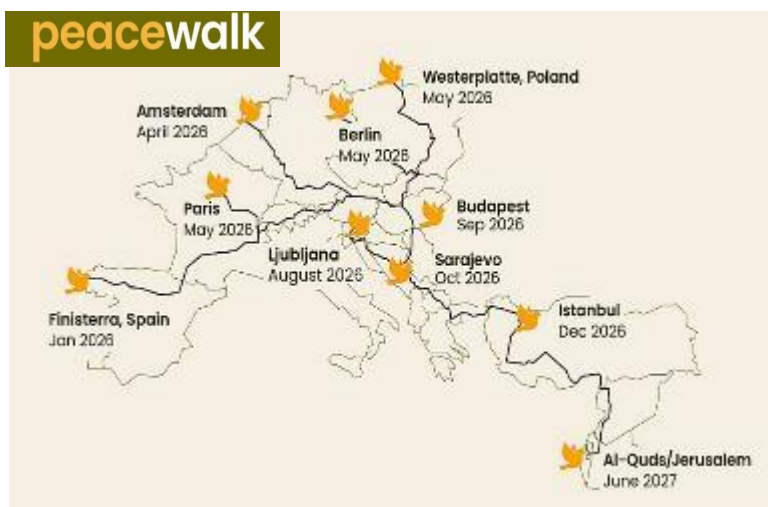 peacewalk
Westerplatte, Poland
May 2026
Amsterdam
April 2026
Berlin
May 2026
Paris
May 2026
Budapest
Sep 2026
Ljubljana
August 2026
Sarajevo
Oct 2026
Finisterra, Spain
Jan 2026
Istanbul
Dec 2026
Al-Quds/Jerusalem
June 2027